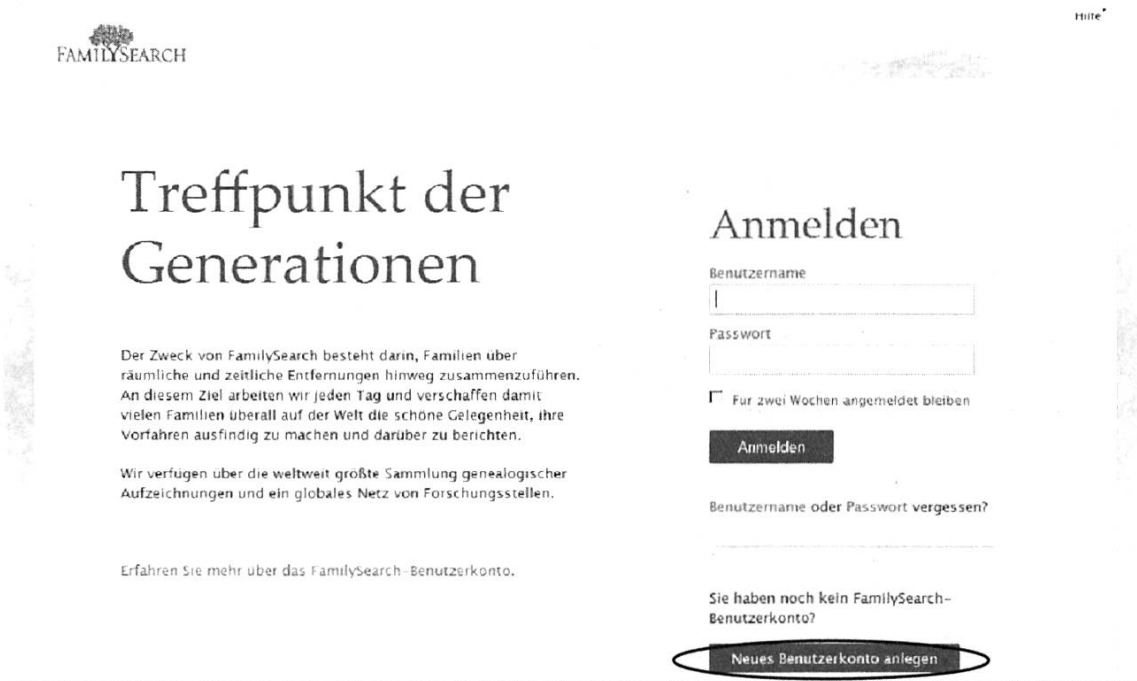 Hilfe
FAMILYSEARCH
Treffpunkt der
Generationen
Der Zweck von FamilySearch besteht darin, Familien über
räumliche und zeitliche Entfernungen hinweg zusammenzuführen.
An diesem Ziel arbeiten wir jeden Tag und verschaffen damit
vielen Familien überall auf der Welt die schöne Gelegenheit, ihre
Vorfahren ausfindig zu machen und darüber zu berichten.
Wir verfügen über die weltweit größte Sammlung genealogischer
Aufzeichnungen und ein globales Netz von Forschungsstellen.
Erfahren Sie mehr über das FamilySearch-Benutzerkonto.
Anmelden
Benutzername
Passwort
Für zwei Wochen angemeldet bleiben
Anmelden
Benutzername oder Passwort vergessen?
Sie haben noch kein FamilySearch-
Benutzerkonto?
Neues Benutzerkonto anlegen